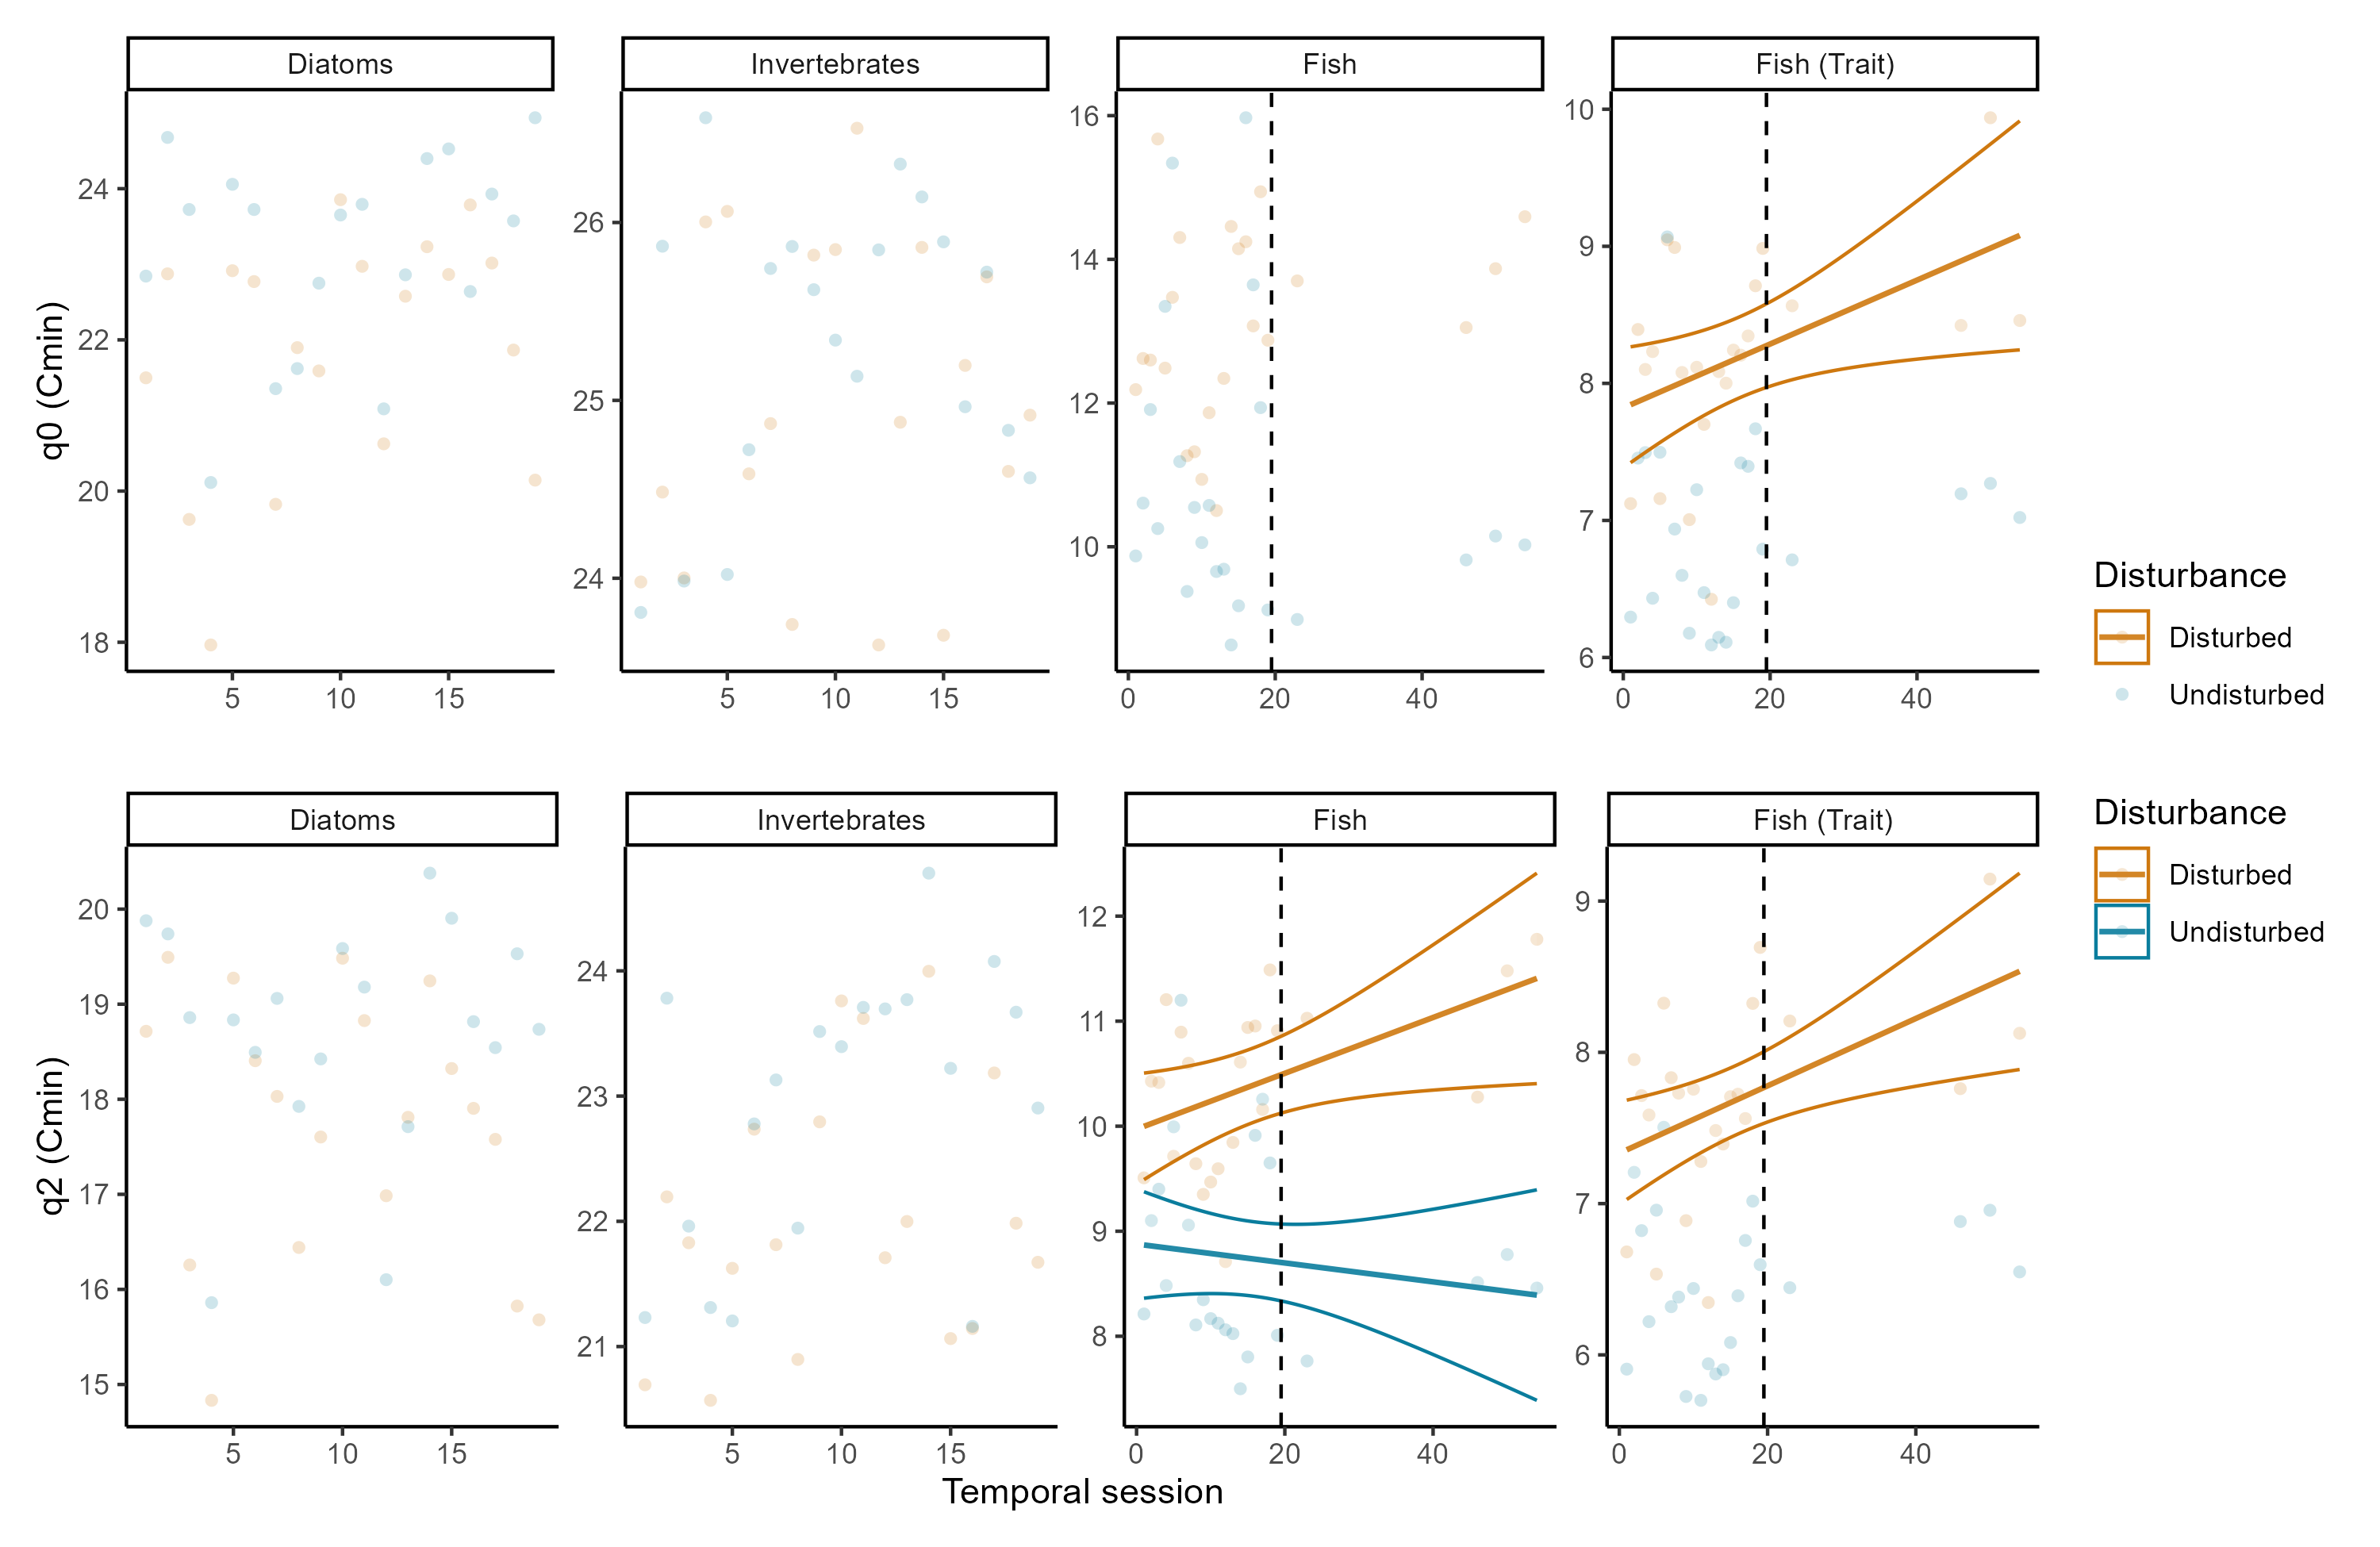 Diatoms
Invertebrates
Fish
Fish (Trait)
q0 (Cmin)
24
22
20
18
26
25
24
16
14
12
10
10
9
8
7
6
5 10 15
5 10 15
0 20 40
0 20 40
Disturbance
Disturbed
Undisturbed
Diatoms
Invertebrates
Fish
Fish (Trait)
q2 (Cmin)
20
19
18
17
16
15
24
23
22
21
12
11
10
9
8
9
8
7
6
5 10 15
5 10 15
0 20 40
0 20 40
Disturbance
Disturbed
Undisturbed
Temporal session